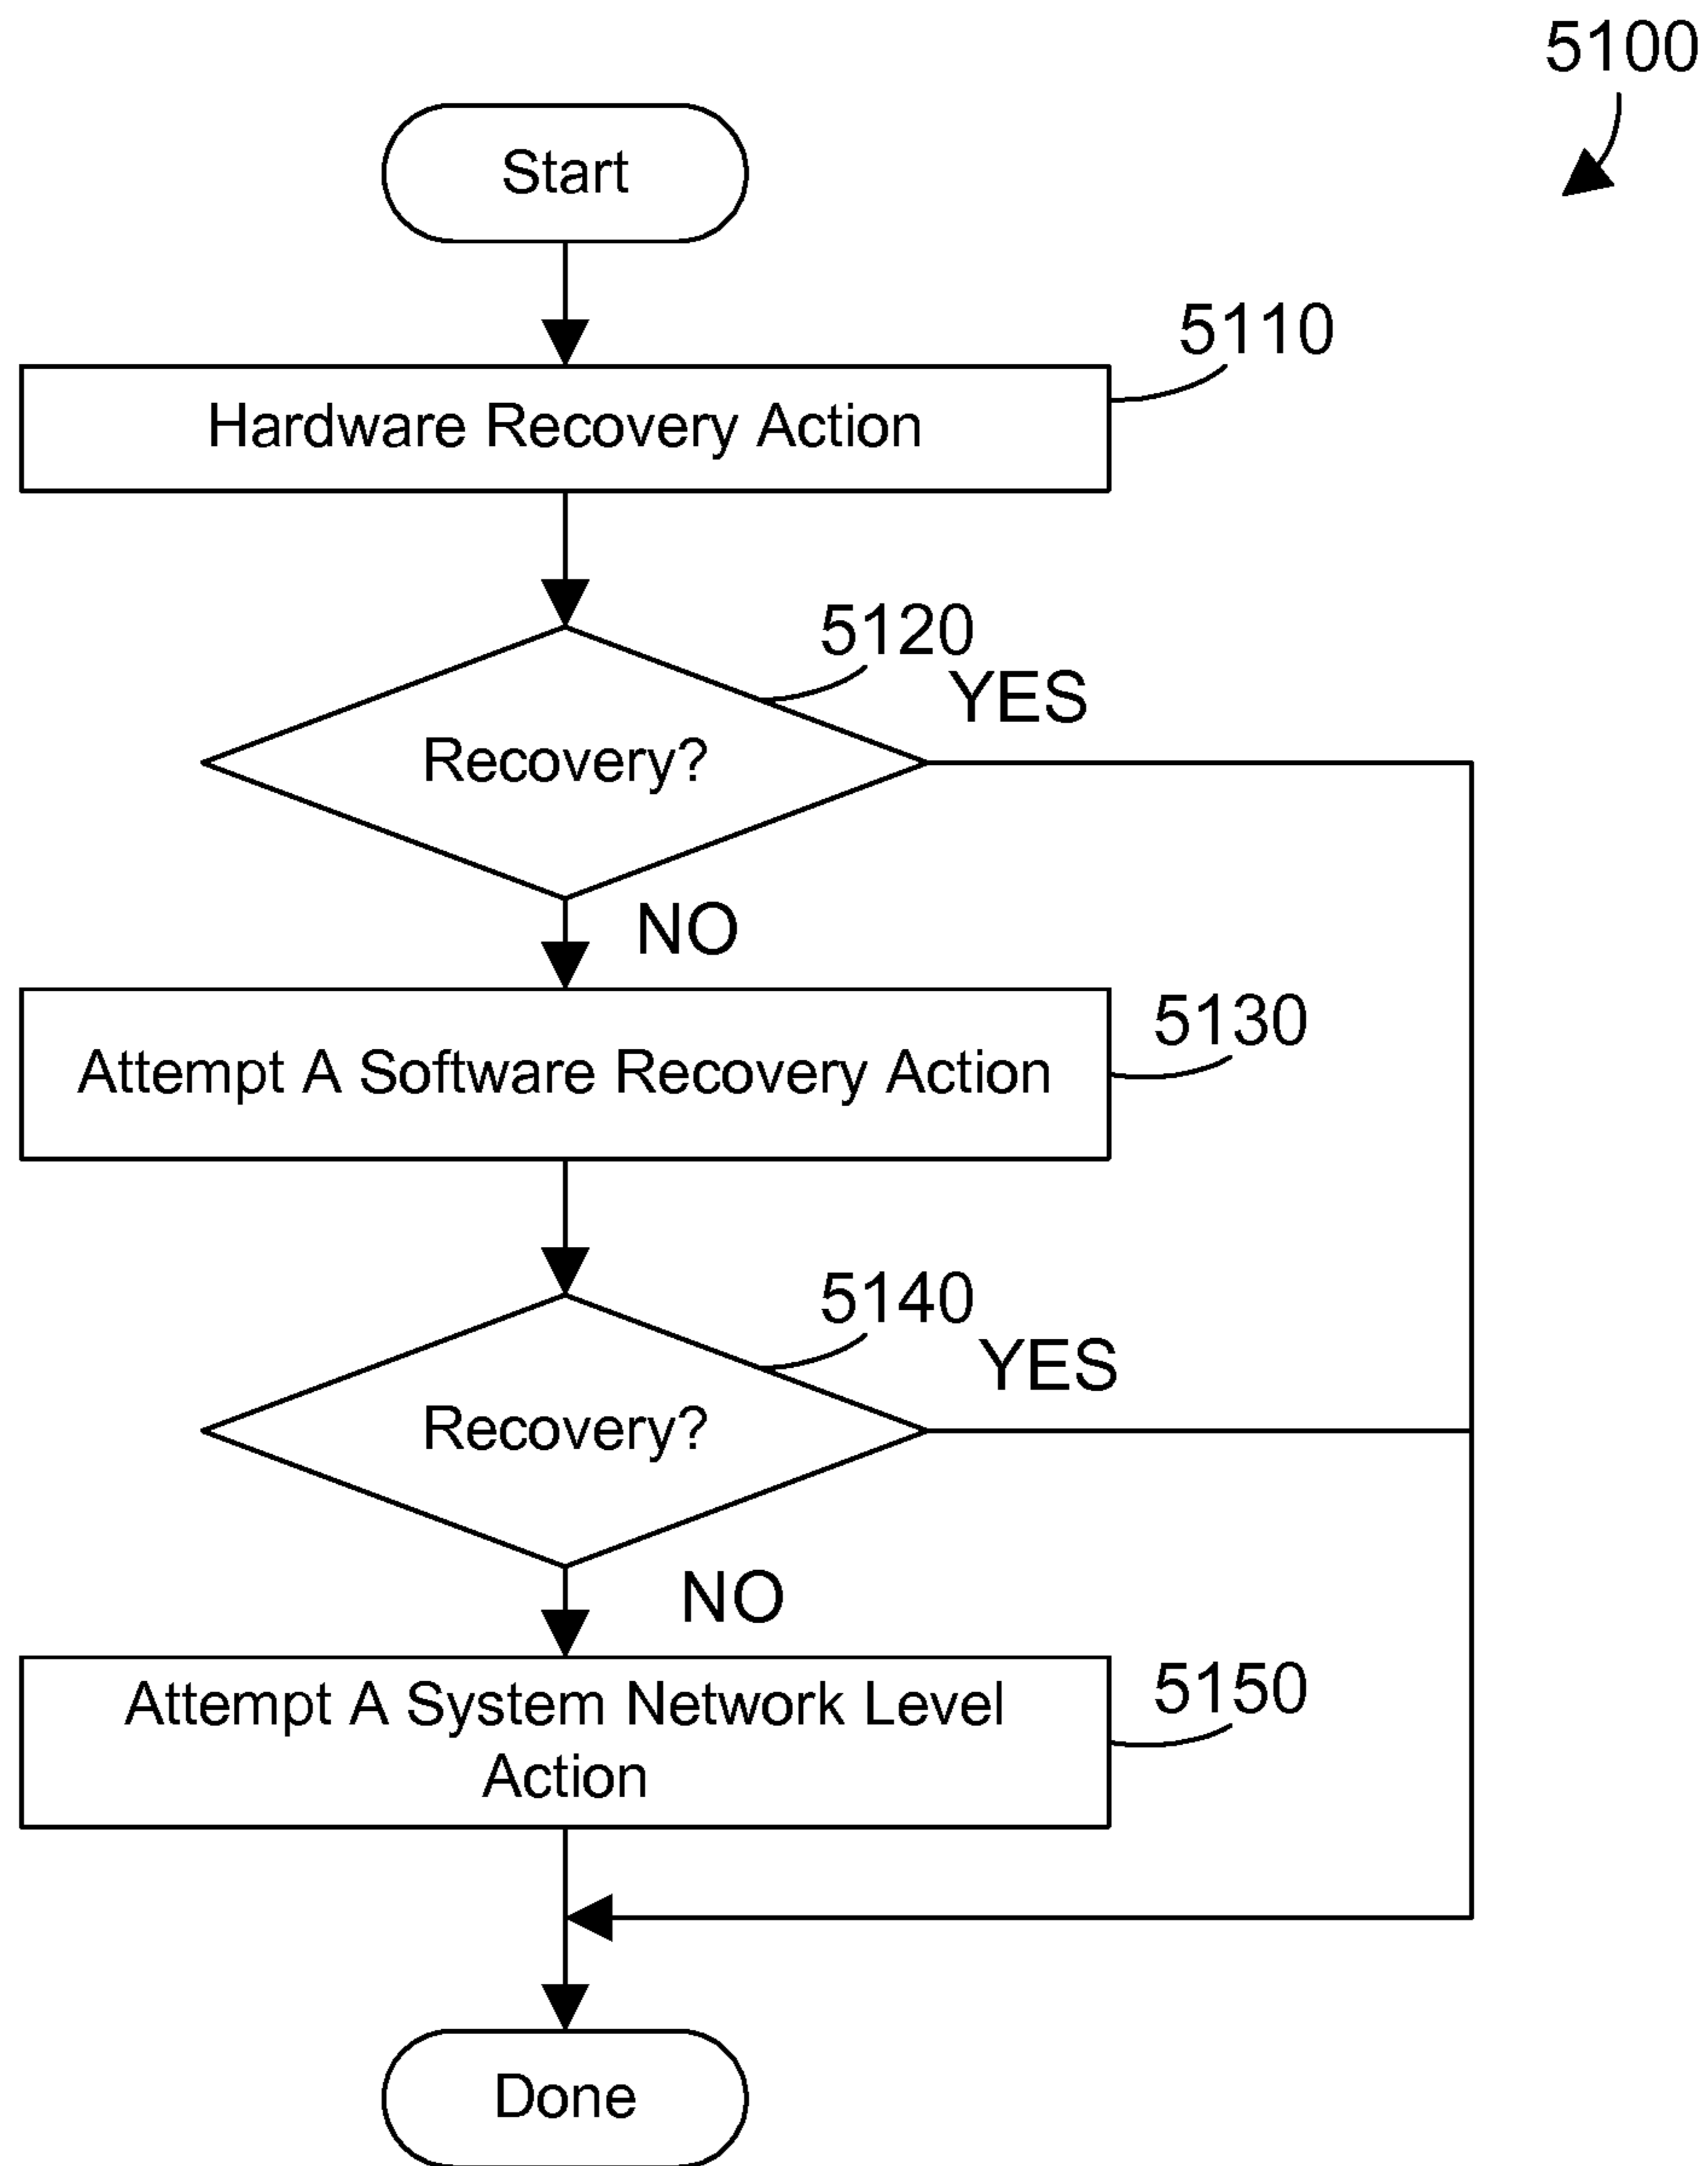 5100
Start
5110
Hardware Recovery Action
5120
YES
Recovery?
NO
5130
Attempt A Software Recovery Action
5140
YES
Recovery?
NO
5150
Attempt A System Network Level
Action
Done